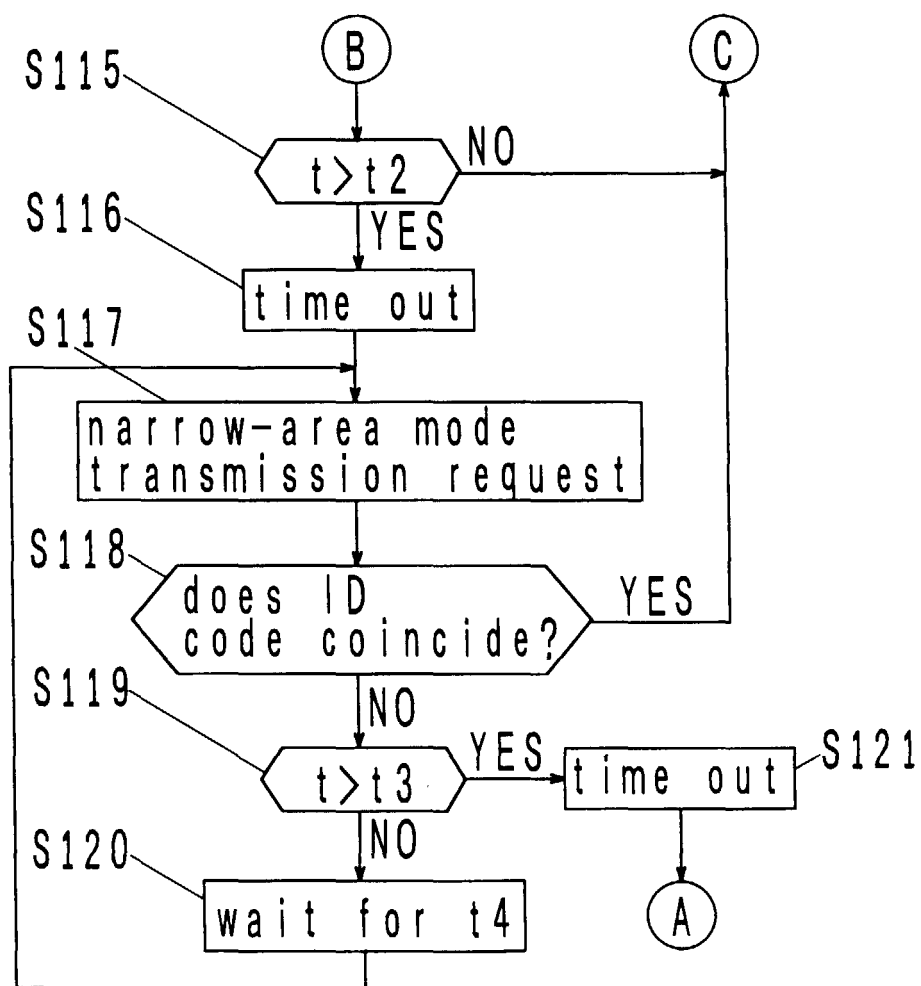 B
C
S115
t>t2
NO
YES
S116
time out
S117
narrow-area mode
transmission request
S118
does ID
code coincide?
YES
NO
S119
t>t3
YES
time out
S121
NO
S120
wait for t4
A